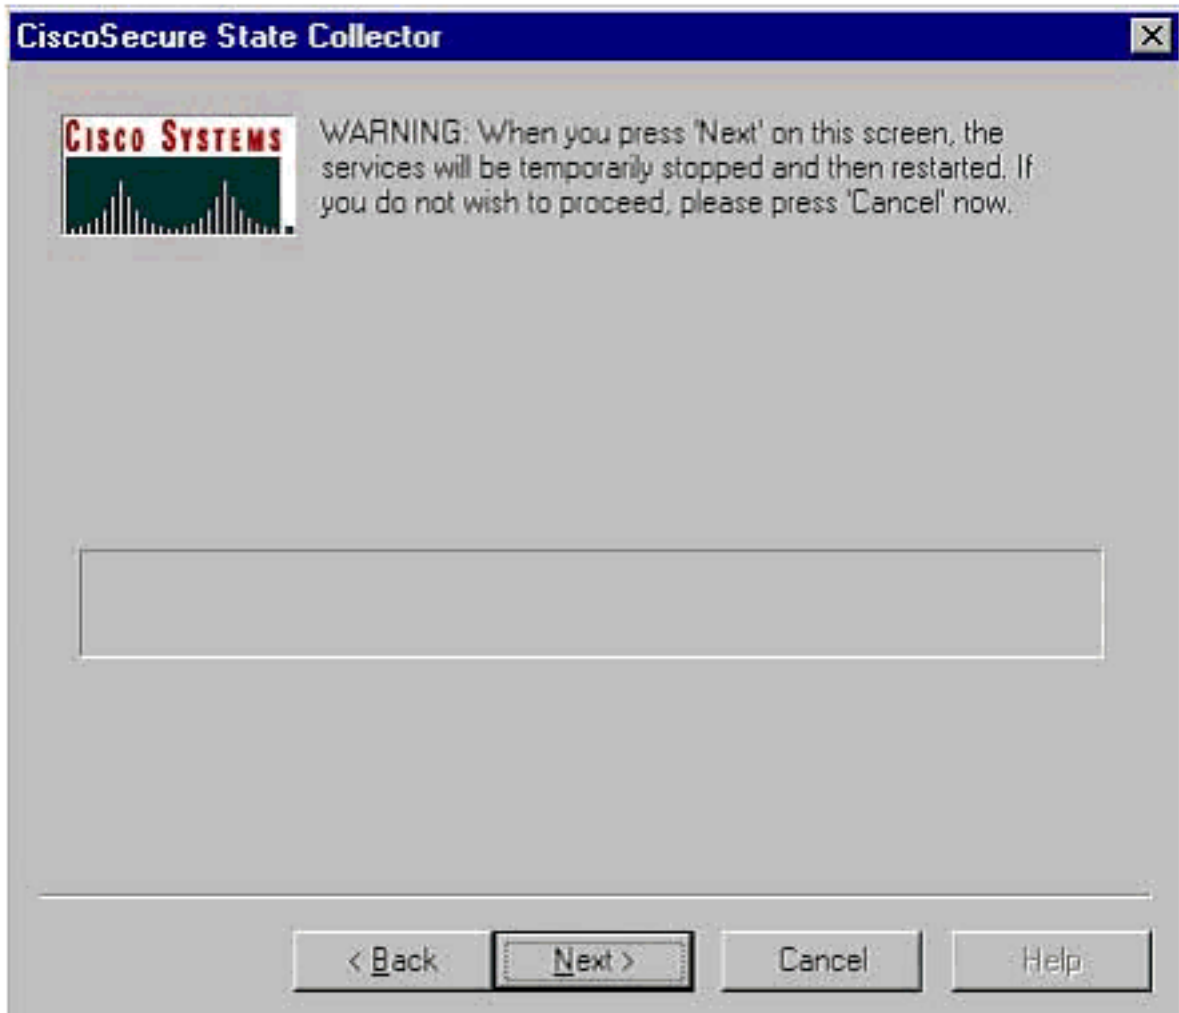 CiscoSecure State Collector
CISCO SYSTEMS
WARNING: When you press 'Next' on this screen, the
services will be temporarily stopped and then restarted. If
you do not wish to proceed, please press 'Cancel' now.
< Back Next > Cancel Help